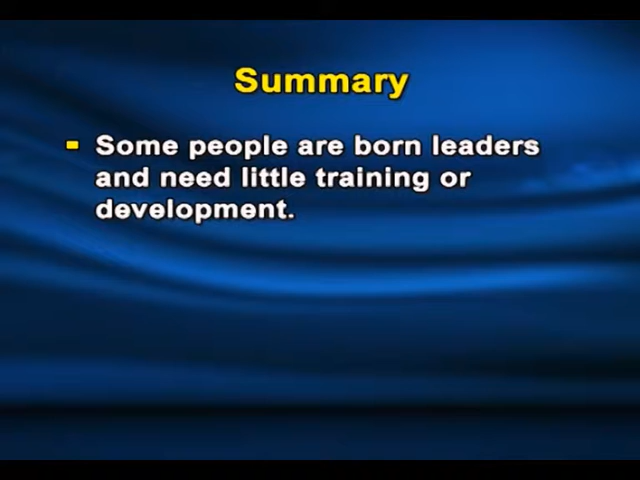 Summary
Some people are born leaders
and need little training or
development.